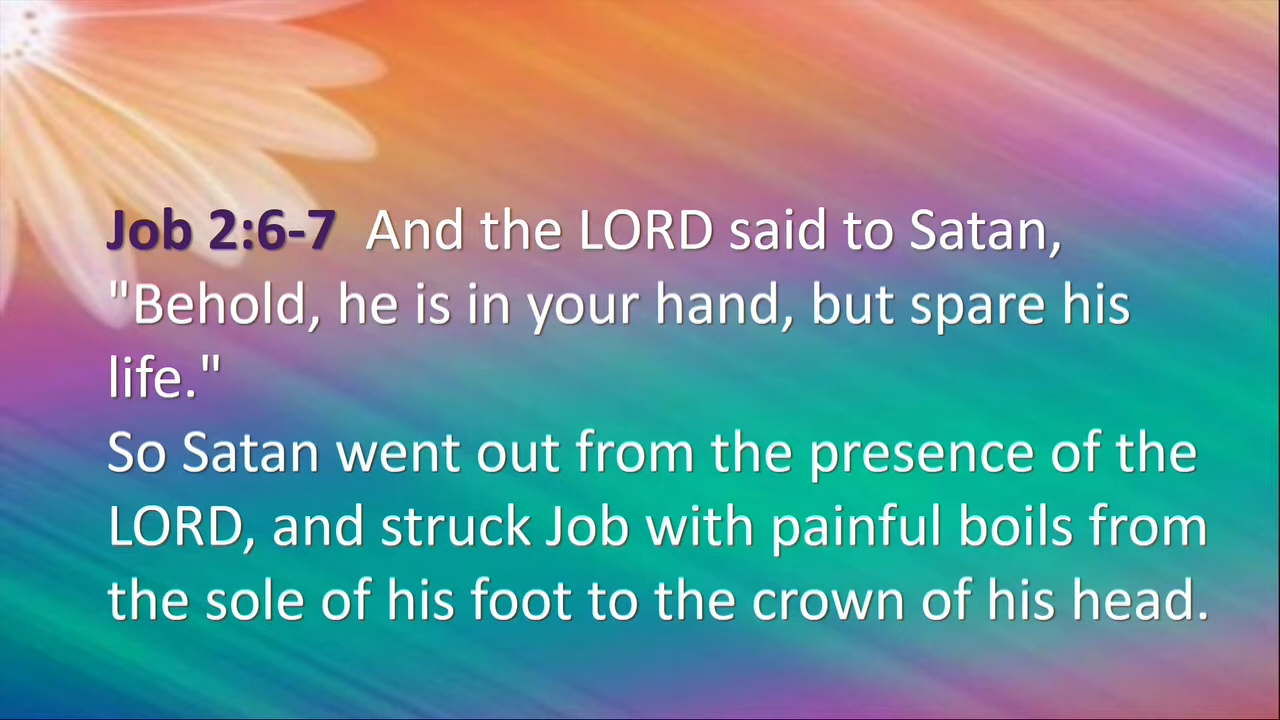 Job 2:6-7  And the LORD said to Satan,
"Behold, he is in your hand, but spare his
life."
So Satan went out from the presence of the
LORD, and struck Job with painful boils from
the sole of his foot to the crown of his head.